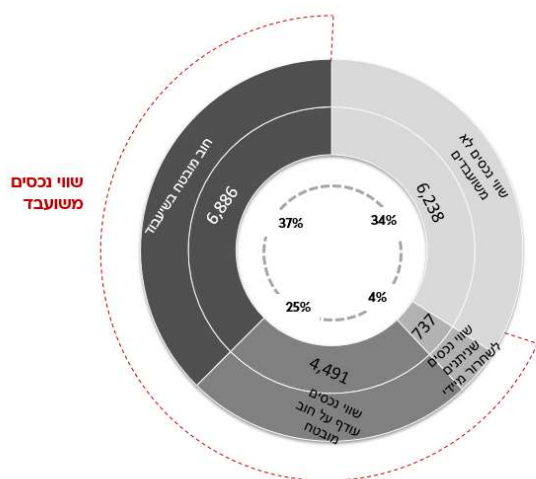 שווי נכסים
משועבד
חוב מובטח בשיעבוד
6,886
שווי נכסים לא
משועבדים
6,238
37%
34%
25%
4%
737
שווי נכסים
שניתנים
לשחרור מיידי
4,491
שווי נכסים
עודף על חוב
מובטח